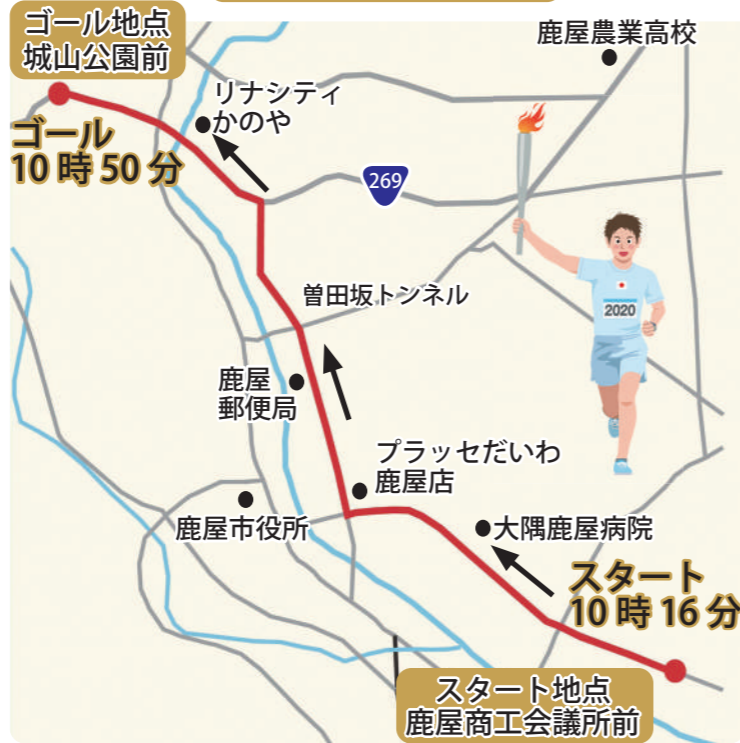 ゴール地点
城山公園前
鹿屋農業高校
リナシティ
かのや
ゴール
10時50分
269
2020
曽田坂トンネル
鹿屋
郵便局
プラッセだいわ
鹿屋店
鹿屋市役所
大隅鹿屋病院
スタート
10時16分
スタート地点
鹿屋商工会議所前